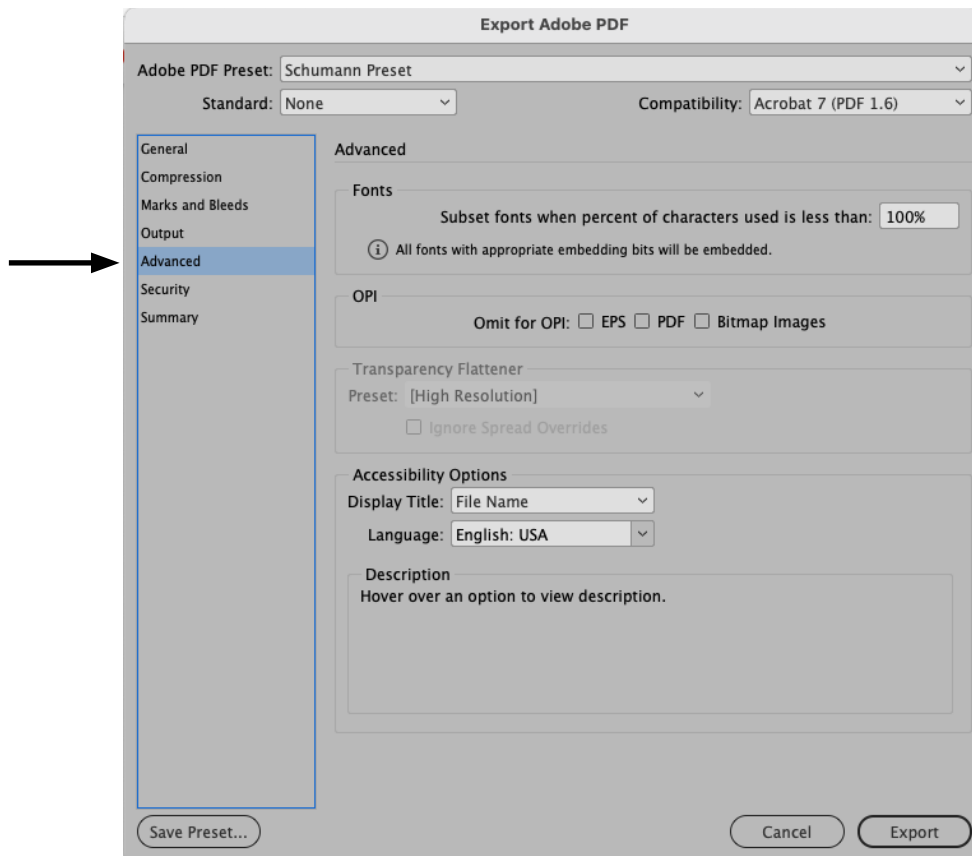 Export Adobe PDF
Adobe PDF Preset: Schumann Preset
Standard: None Compatibility: Acrobat 7 (PDF 1.6)
General
Compression
Marks and Bleeds
Output
Advanced
Security
Summary
Advanced
Fonts
Subset fonts when percent of characters used is less than: 100%
All fonts with appropriate embedding bits will be embedded.
OPI
Omit for OPI: EPS PDF Bitmap Images
Transparency Flattener
Preset: [High Resolution]
Ignore Spread Overrides
Accessibility Options
Display Title: File Name
Language: English: USA
Description
Hover over an option to view description.
Save Preset... Cancel Export